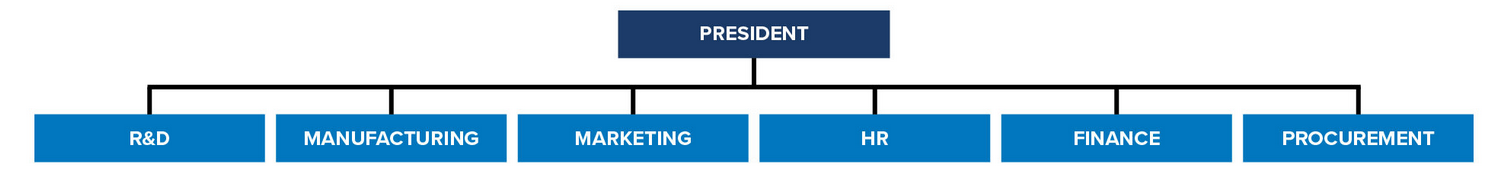 PRESIDENT
R&D
MANUFACTURING
MARKETING
HR
FINANCE
PROCUREMENT